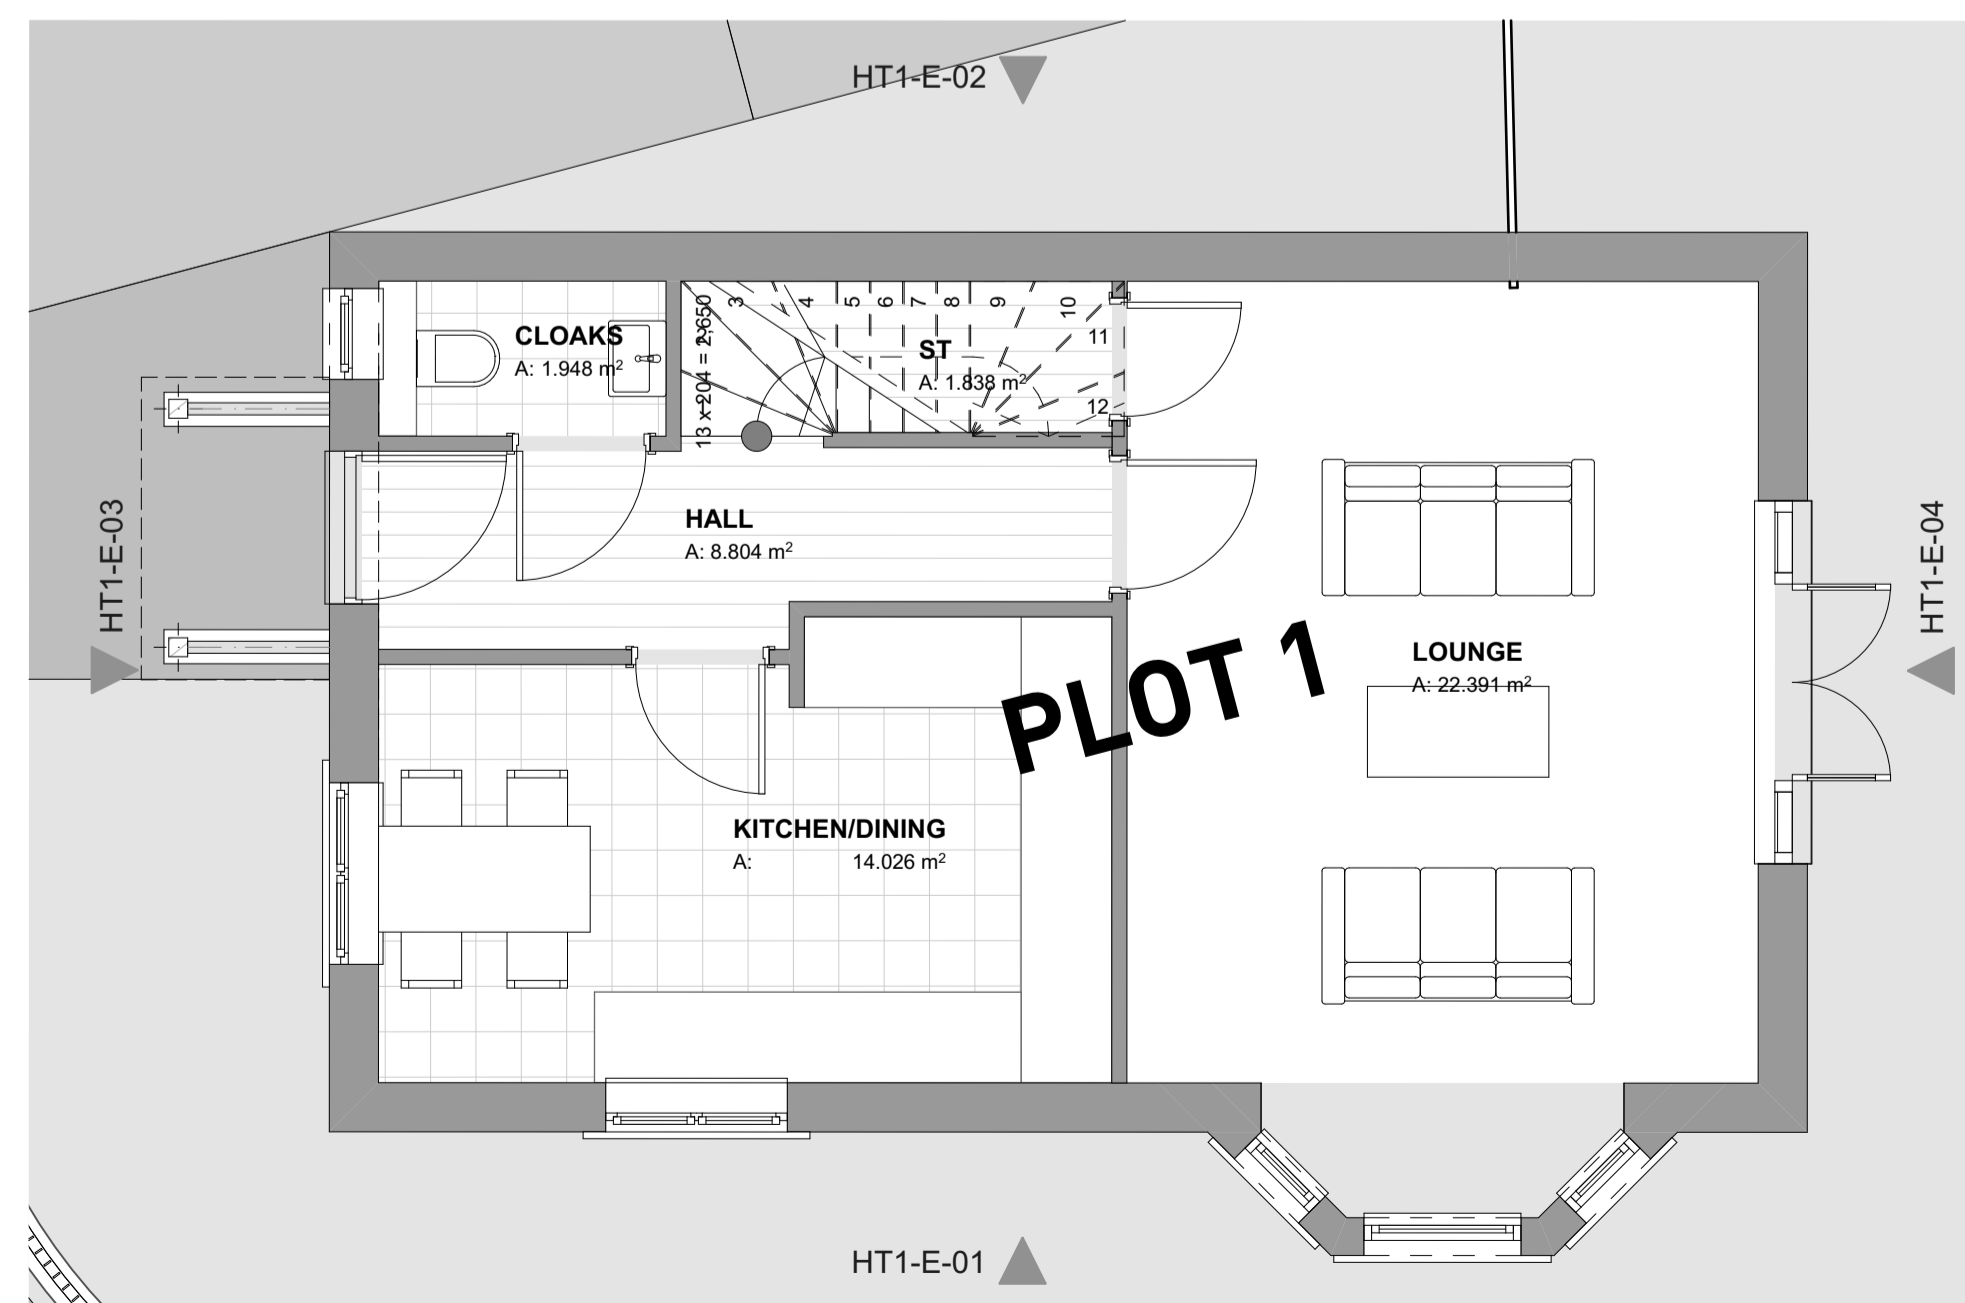 HT1-E-02
CLOAKS
A: 1.948 m²
13 x 204 = 2,650
3
4
5
6
7
8
9
10
11
12
ST
A: 1.838 m²
HT1-E-03
HALL
A: 8.804 m²
HT1-E-04
PLOT 1
LOUNGE
A: 22.391 m²
KITCHEN/DINING
A: 14.026 m²
HT1-E-01